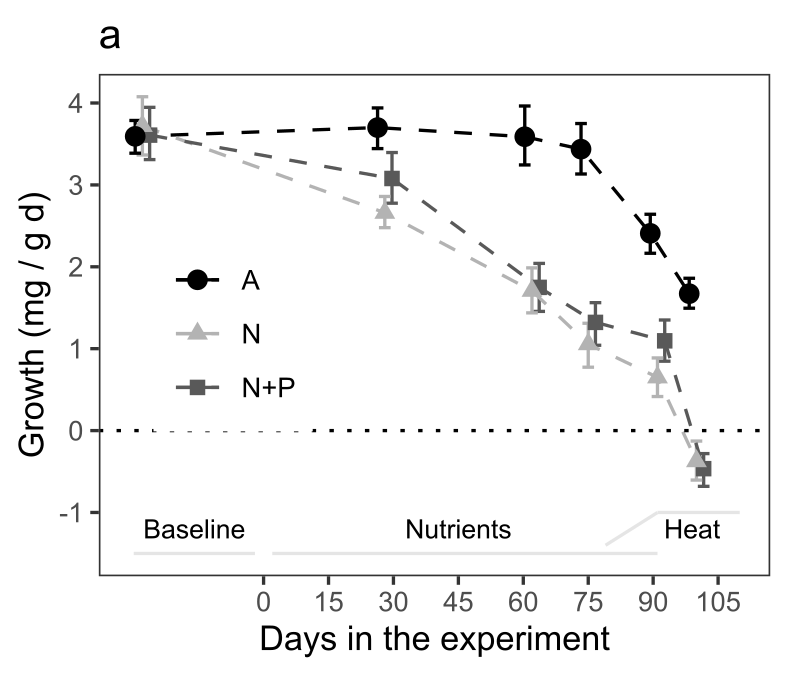 a
Growth (mg / g d)
4
3
2
1
0
-1
A
N
N+P
Baseline
Nutrients
Heat
0 15 30 45 60 75 90 105
Days in the experiment